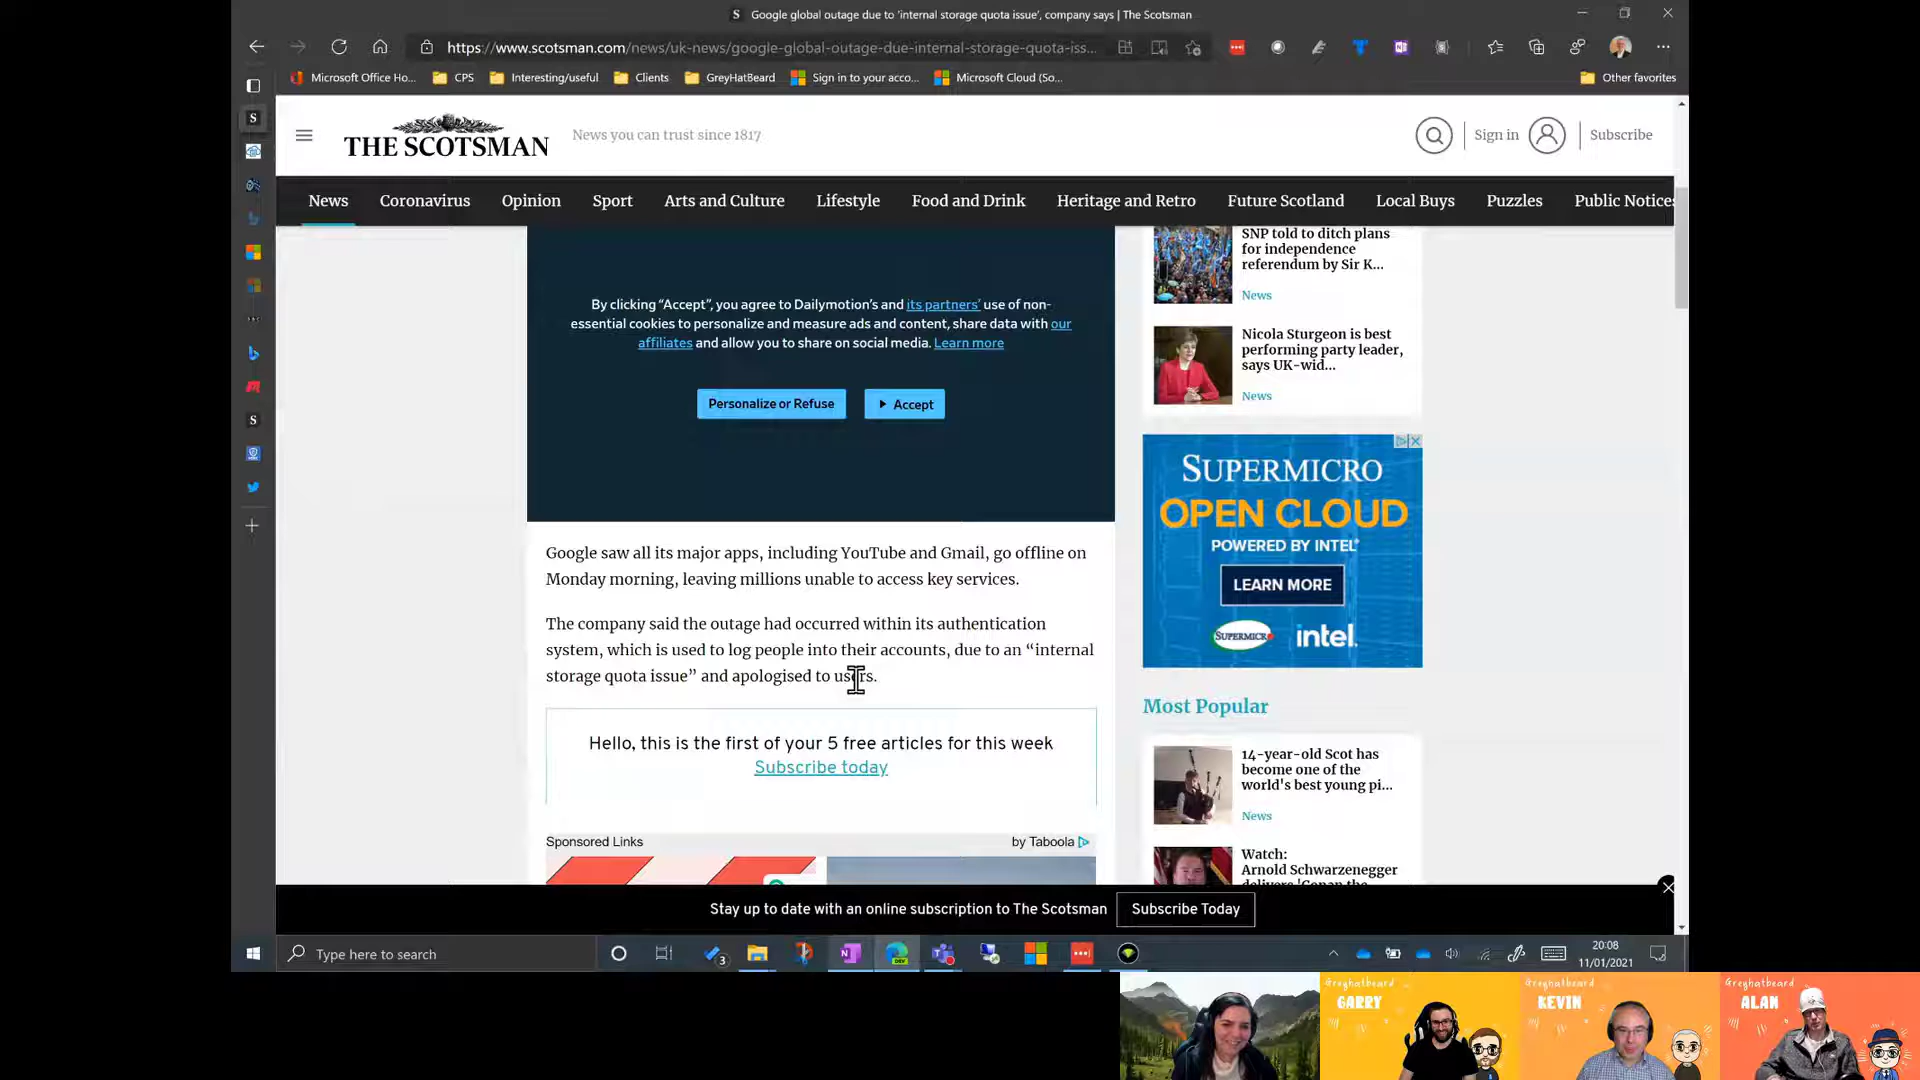 S Google global outage due to 'internal storage quota issue', company says | The Scotsman
https://www.scotsman.com/news/uk-news/google-global-outage-due-internal-storage-quota-iss...
Microsoft Office Ho...
CPS
Interesting/useful
Clients
GreyHatBeard
Sign in to your acco...
Microsoft Cloud (So...
Other favorites
THE SCOTSMAN
News you can trust since 1817
Sign in
Subscribe
News
Coronavirus
Opinion
Sport
Arts and Culture
Lifestyle
Food and Drink
Heritage and Retro
Future Scotland
Local Buys
Puzzles
Public Notices
By clicking “Accept”, you agree to Dailymotion's and its partners' use of non-
essential cookies to personalize and measure ads and content, share data with our
affiliates and allow you to share on social media. Learn more
Personalize or Refuse
Accept
SNP told to ditch plans
for independence
referendum by Sir K...
News
Nicola Sturgeon is best
performing party leader,
says UK-wid...
News
SUPERMICRO
OPEN CLOUD
POWERED BY INTEL®
LEARN MORE
SUPERMICRO
intel.
Google saw all its major apps, including YouTube and Gmail, go offline on
Monday morning, leaving millions unable to access key services.
The company said the outage had occurred within its authentication
system, which is used to log people into their accounts, due to an “internal
storage quota issue” and apologised to users.
Hello, this is the first of your 5 free articles for this week
Subscribe today
Sponsored Links
by Taboola
Most Popular
14-year-old Scot has
become one of the
world's best young pi...
News
Watch:
Arnold Schwarzenegger
delivers 'Conan the
Stay up to date with an online subscription to The Scotsman
Subscribe Today
Type here to search
3
DEV
20:08
11/01/2021
Greyhatbeard
GARRY
Greyhatbeard
KEVIN
Greyhatbeard
ALAN